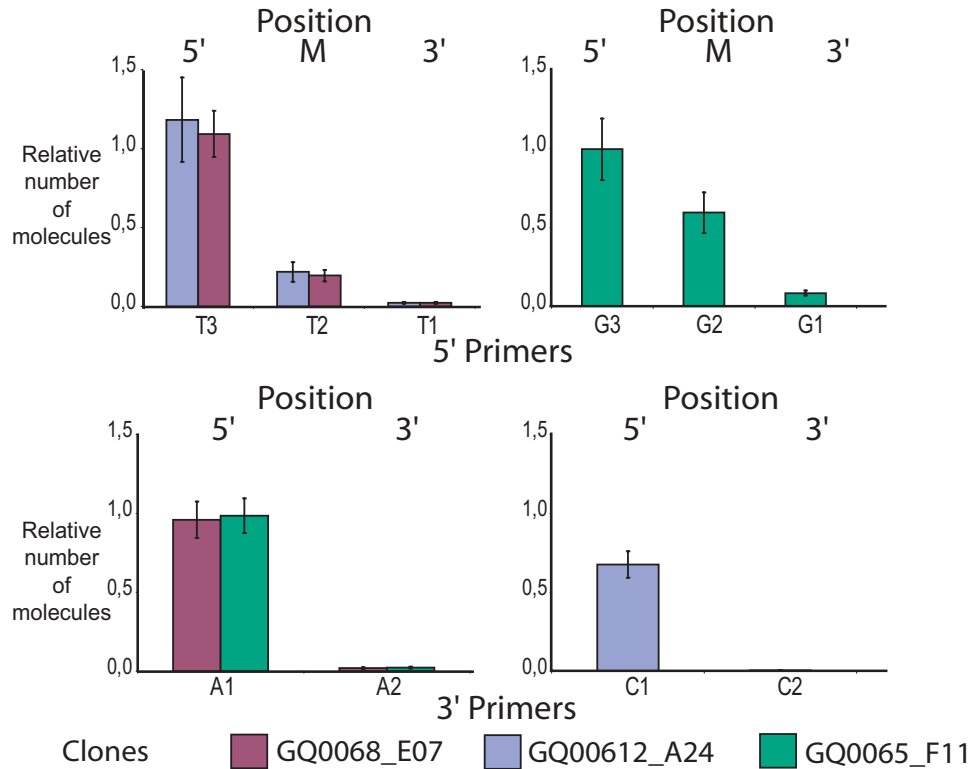 Position
5' M 3'
1,5
1,0
0,5
0,0
Relative
number
of
molecules
T3 T2 T1
Position
5' M 3'
1,5
1,0
0,5
0,0
G3 G2 G1
5' Primers
Position
5' 3'
1,5
1,0
0,5
0,0
Relative
number
of
molecules
A1 A2
Position
5' 3'
1,5
1,0
0,5
0,0
C1 C2
3' Primers
Clones GQ0068_E07 GQ00612_A24 GQ0065_F11